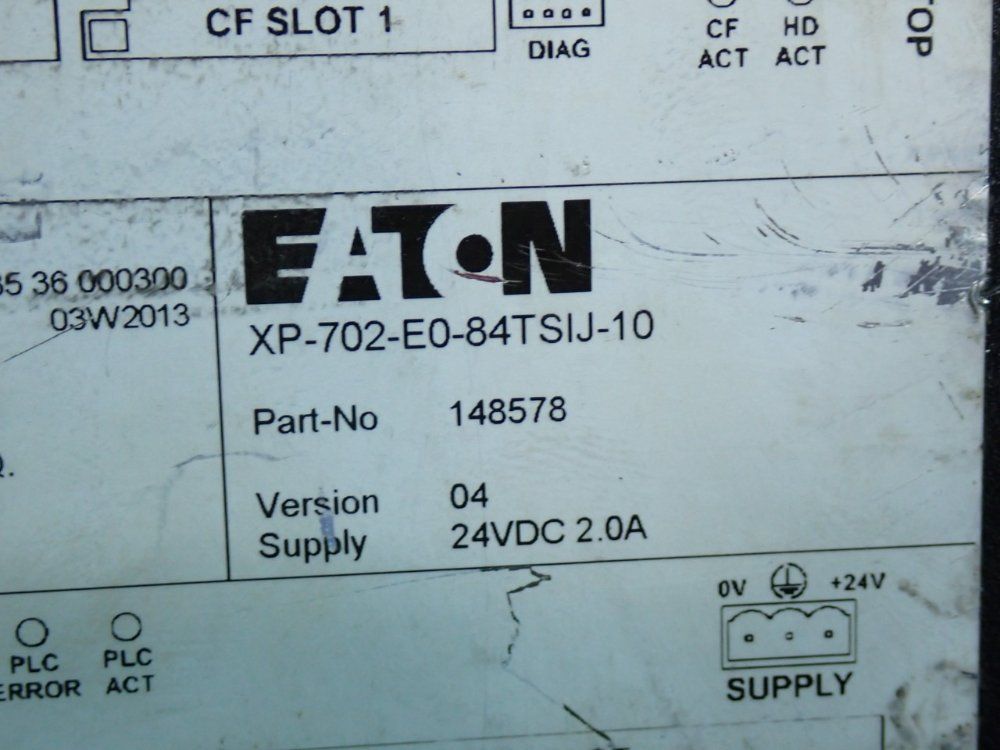 CF SLOT 1
DIAG
CF
ACT
HD
ACT
TOP
EATON
36 000300
03W2013
XP-702-E0-84TSIJ-10
Part-No 148578
Version 04
Supply 24VDC 2.0A
0V +24V
SUPPLY
PLC
ERROR
PLC
ACT